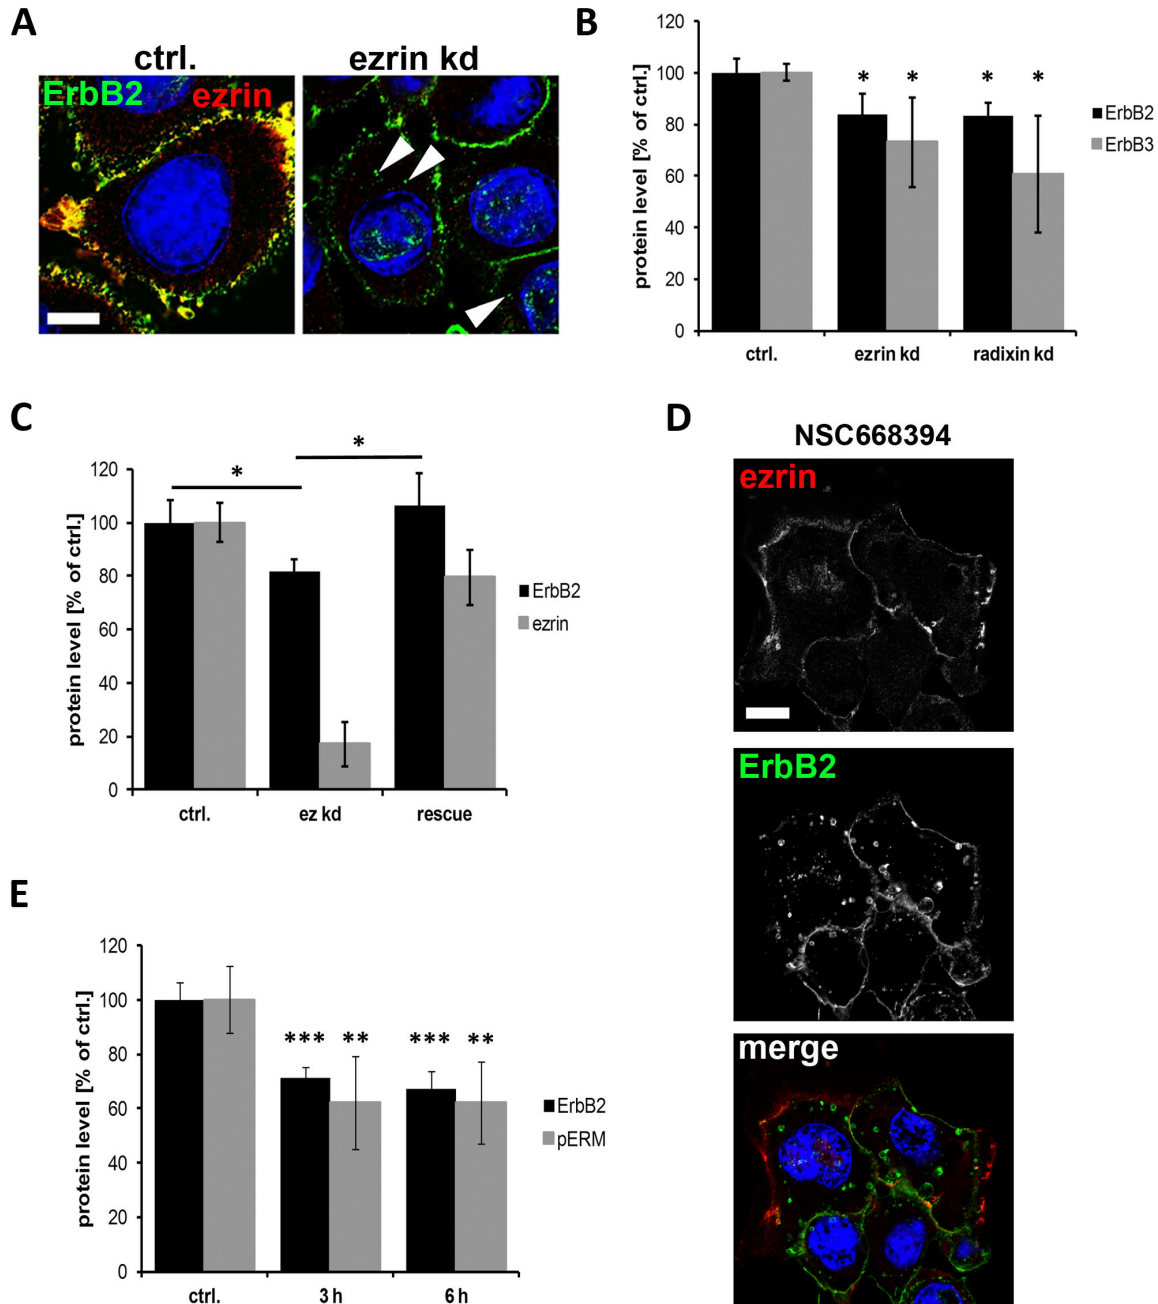 A
ctrl.
ezrin kd
ErbB2 ezrin
B
protein level [% of ctrl.]
120
100
80
60
40
20
0
* * * *
ctrl. ezrin kd radixin kd
ErbB2
ErbB3
C
protein level [% of ctrl.]
120
100
80
60
40
20
0
*
*
ctrl. ez kd rescue
ErbB2
ezrin
D
NSC668394
ezrin
ErbB2
merge
E
protein level [% of ctrl.]
120
100
80
60
40
20
0
*** ** *** **
ctrl. 3 h 6 h
ErbB2
pERM